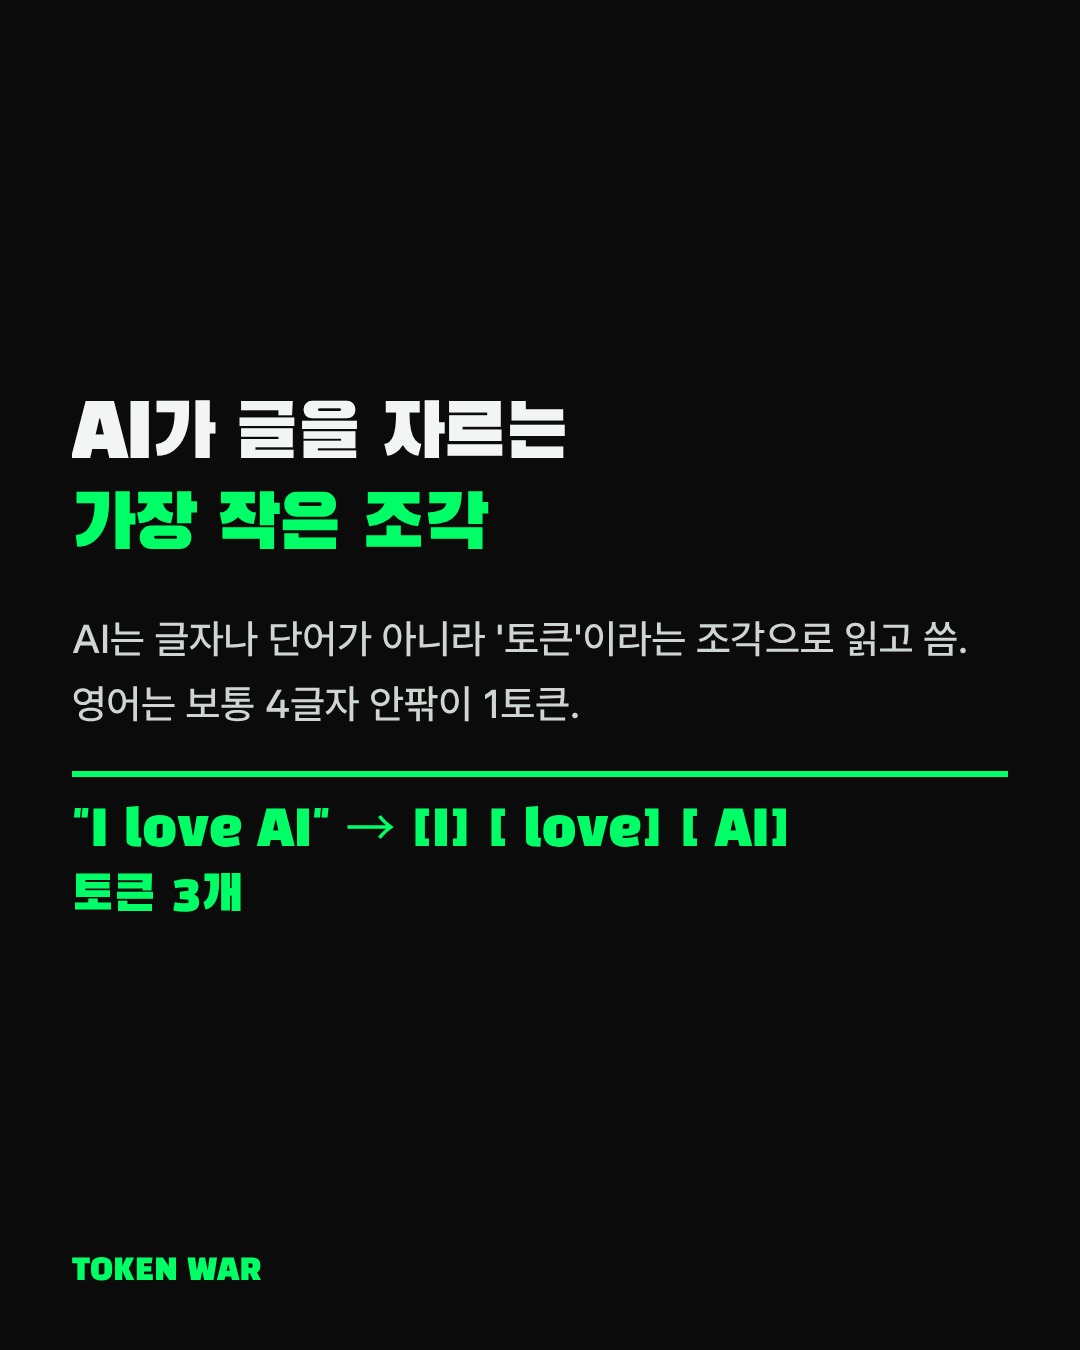 AI가 글을 자르는
가장 작은 조각
AI는 글자나 단어가 아니라 '토큰'이라는 조각으로 읽고 씀.
영어는 보통 4글자 안팎이 1토큰.
"I love AI" → [I] [ love] [ AI]
토큰 3개
TOKEN WAR